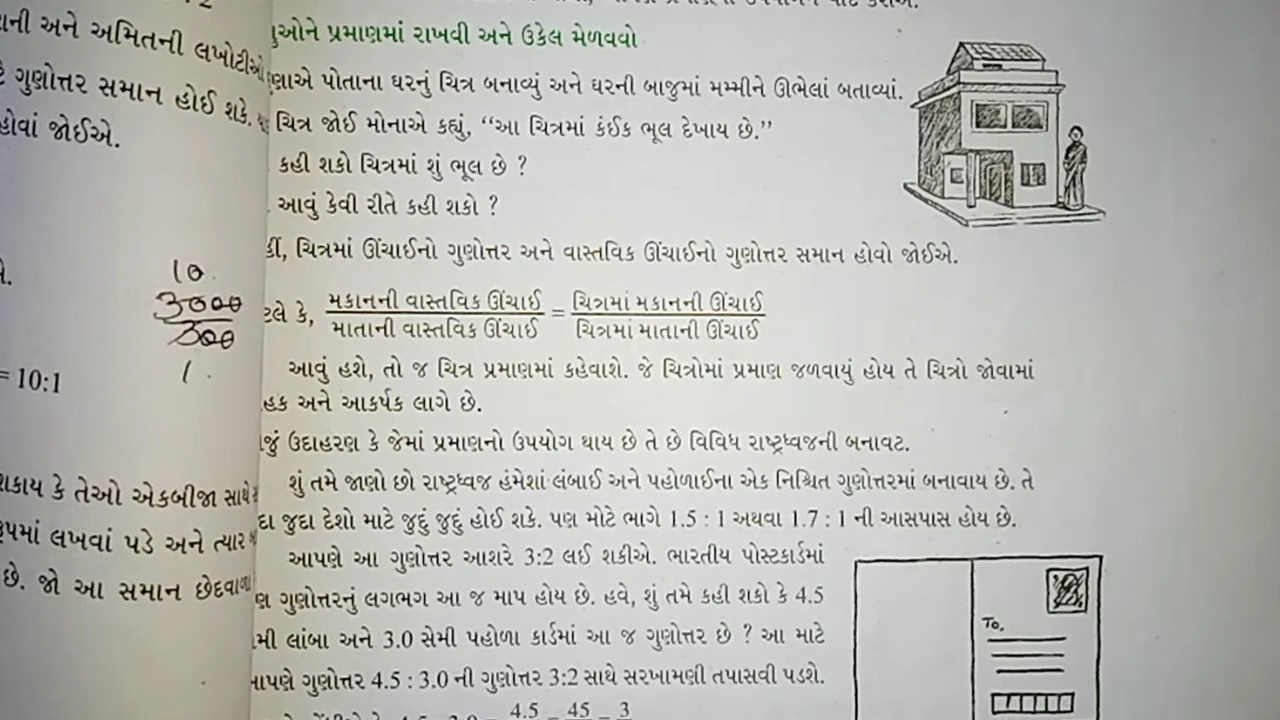 ની અને અમિતની લખોટીઓ
ગુણોત્તર સમાન હોઈ શકે.
હોવાં જોઈએ.
10
3000
300
1
= 10:1
શકાય કે તેઓ એકબીજા સાથે
રૂપમાં લખવાં પડે અને ત્યાર
છે. જો આ સમાન છેદવાળા
ઓને પ્રમાણમાં રાખવી અને ઉકેલ મેળવવો
ણાએ પોતાના ઘરનું ચિત્ર બનાવ્યું અને ઘરની બાજુમાં મમ્મીને ઊભેલાં બતાવ્યાં.
ચિત્ર જોઈ મોનાએ કહ્યું, “આ ચિત્રમાં કંઈક ભૂલ દેખાય છે.”
કહી શકો ચિત્રમાં શું ભૂલ છે ?
આવું કેવી રીતે કહી શકો ?
ચિત્રમાં ઊંચાઈનો ગુણોત્તર અને વાસ્તવિક ઊંચાઈનો ગુણોત્તર સમાન હોવો જોઈએ.
ટલે કે, મકાનની વાસ્તવિક ઊંચાઈ / માતાની વાસ્તવિક ઊંચાઈ = ચિત્રમાં મકાનની ઊંચાઈ / ચિત્રમાં માતાની ઊંચાઈ
આવું હશે, તો જ ચિત્ર પ્રમાણમાં કહેવાશે. જે ચિત્રોમાં પ્રમાણ જળવાયું હોય તે ચિત્રો જોવામાં
હક અને આકર્ષક લાગે છે.
જું ઉદાહરણ કે જેમાં પ્રમાણનો ઉપયોગ થાય છે તે છે વિવિધ રાષ્ટ્રધ્વજની બનાવટ.
શું તમે જાણો છો રાષ્ટ્રધ્વજ હંમેશાં લંબાઈ અને પહોળાઈના એક નિશ્ચિત ગુણોત્તરમાં બનાવાય છે. તે
દા જુદા દેશો માટે જુદું જુદું હોઈ શકે. પણ મોટે ભાગે 1.5 : 1 અથવા 1.7 : 1 ની આસપાસ હોય છે.
આપણે આ ગુણોત્તર આશરે 3:2 લઈ શકીએ. ભારતીય પોસ્ટકાર્ડમાં
ણ ગુણોત્તરનું લગભગ આ જ માપ હોય છે. હવે, શું તમે કહી શકો કે 4.5
મી લાંબા અને 3.0 સેમી પહોળા કાર્ડમાં આ જ ગુણોત્તર છે ? આ માટે
આપણે ગુણોત્તર 4.5 : 3.0 ની ગુણોત્તર 3:2 સાથે સરખામણી તપાસવી પડશે.
4.5 = 45 = 3
To,